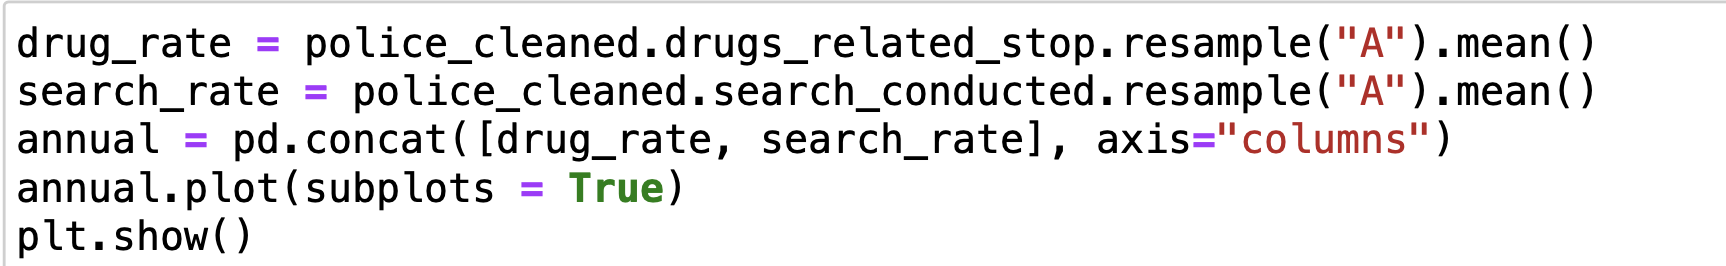 drug_rate = police_cleaned.drugs_related_stop.resample("A").mean()
search_rate = police_cleaned.search_conducted.resample("A").mean()
annual = pd.concat([drug_rate, search_rate], axis="columns")
annual.plot(subplots = True)
plt.show()